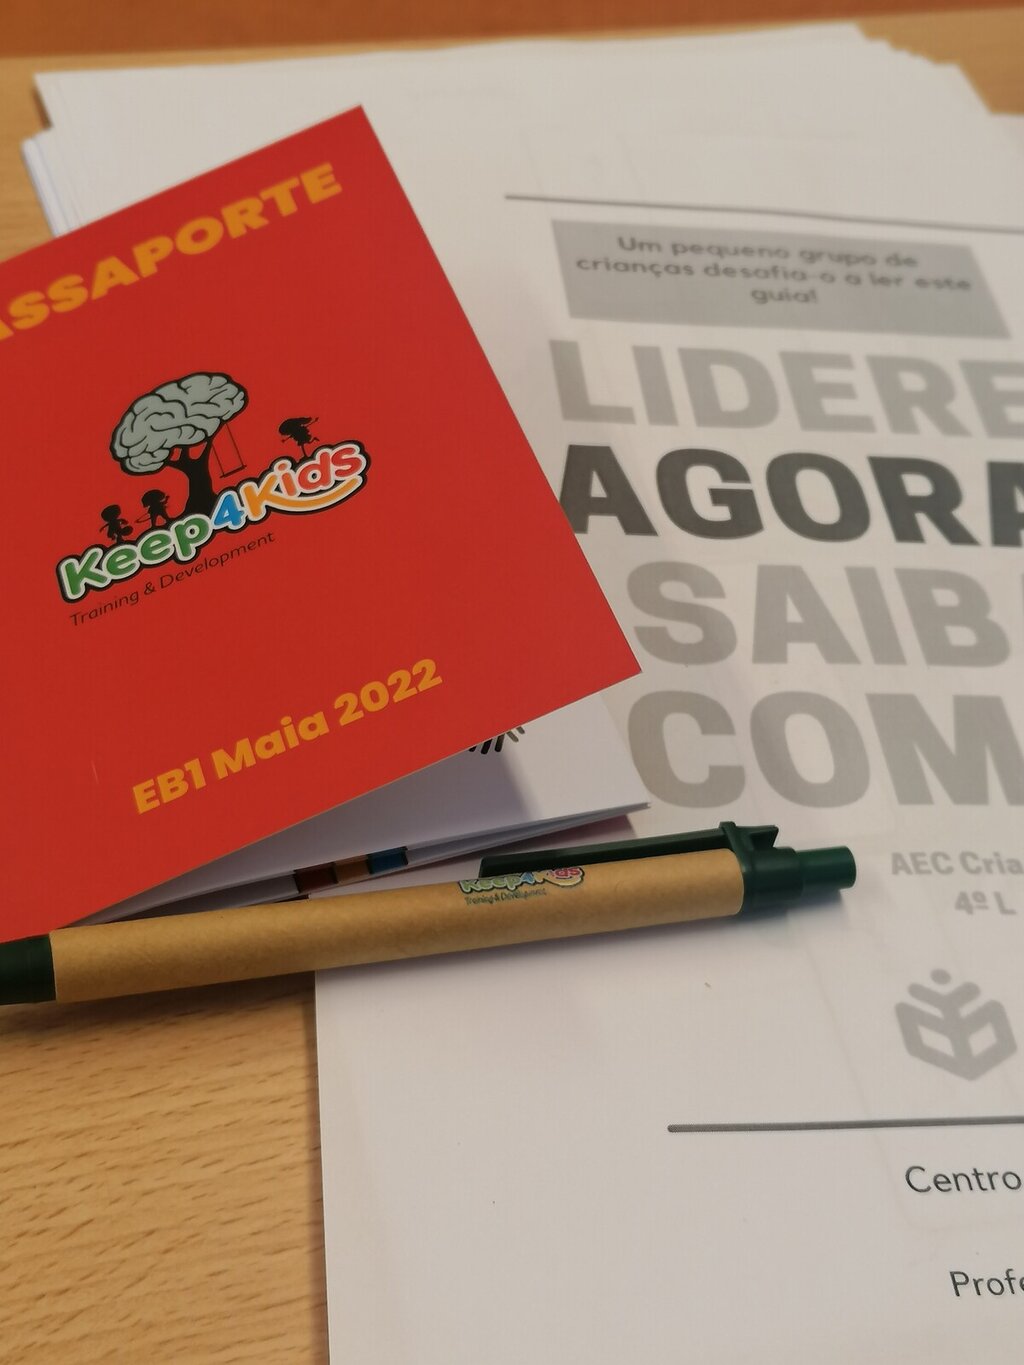 ASSAPORTE
Keep4Kids
Training & Development
EB1 Maia 2022
Um pequeno grupo de
crianças desafia-o a ler este
guia!
LIDERE
AGORA
SAIB
COM
AEC Cria
4º L
Centro
Profe
Keep4Kids
Training & Development